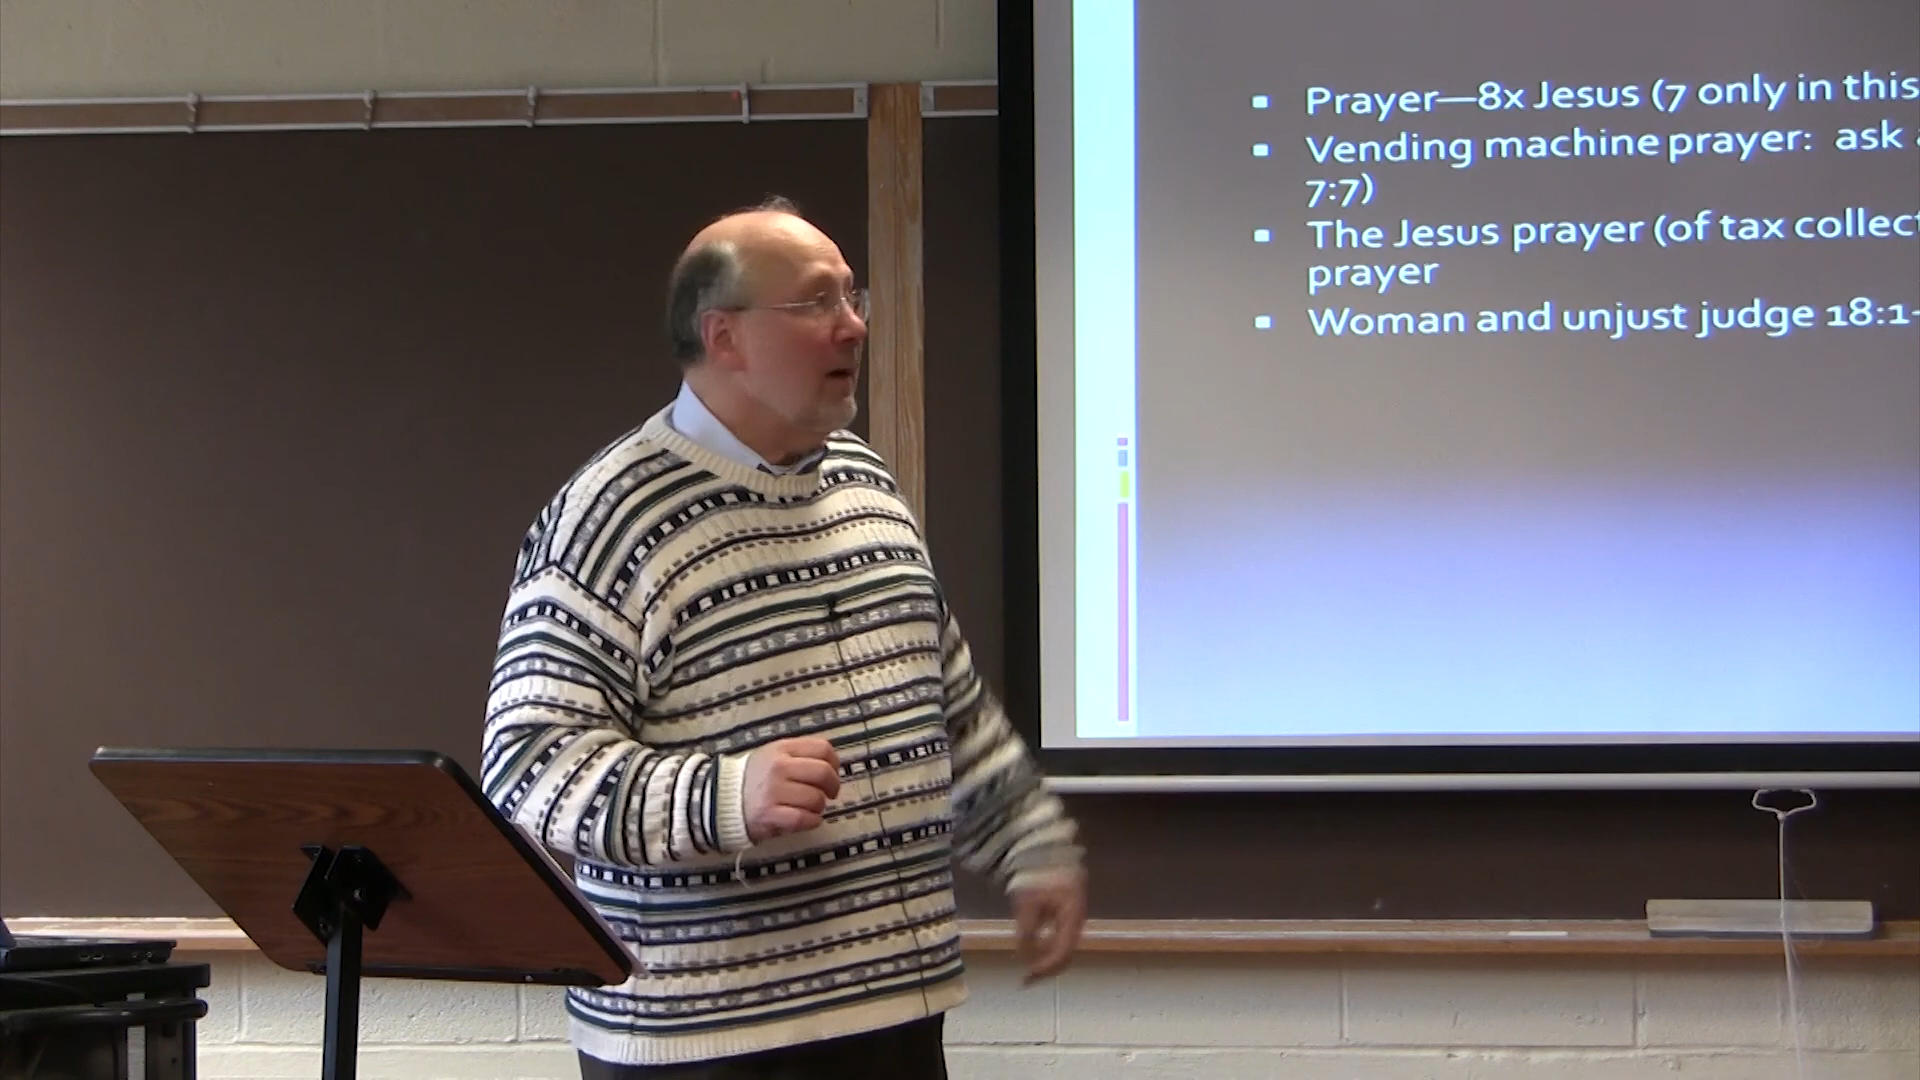 Prayer—8x Jesus (7 only in this
Vending machine prayer: ask
7:7)
The Jesus prayer (of tax collect
prayer
Woman and unjust judge 18:1-